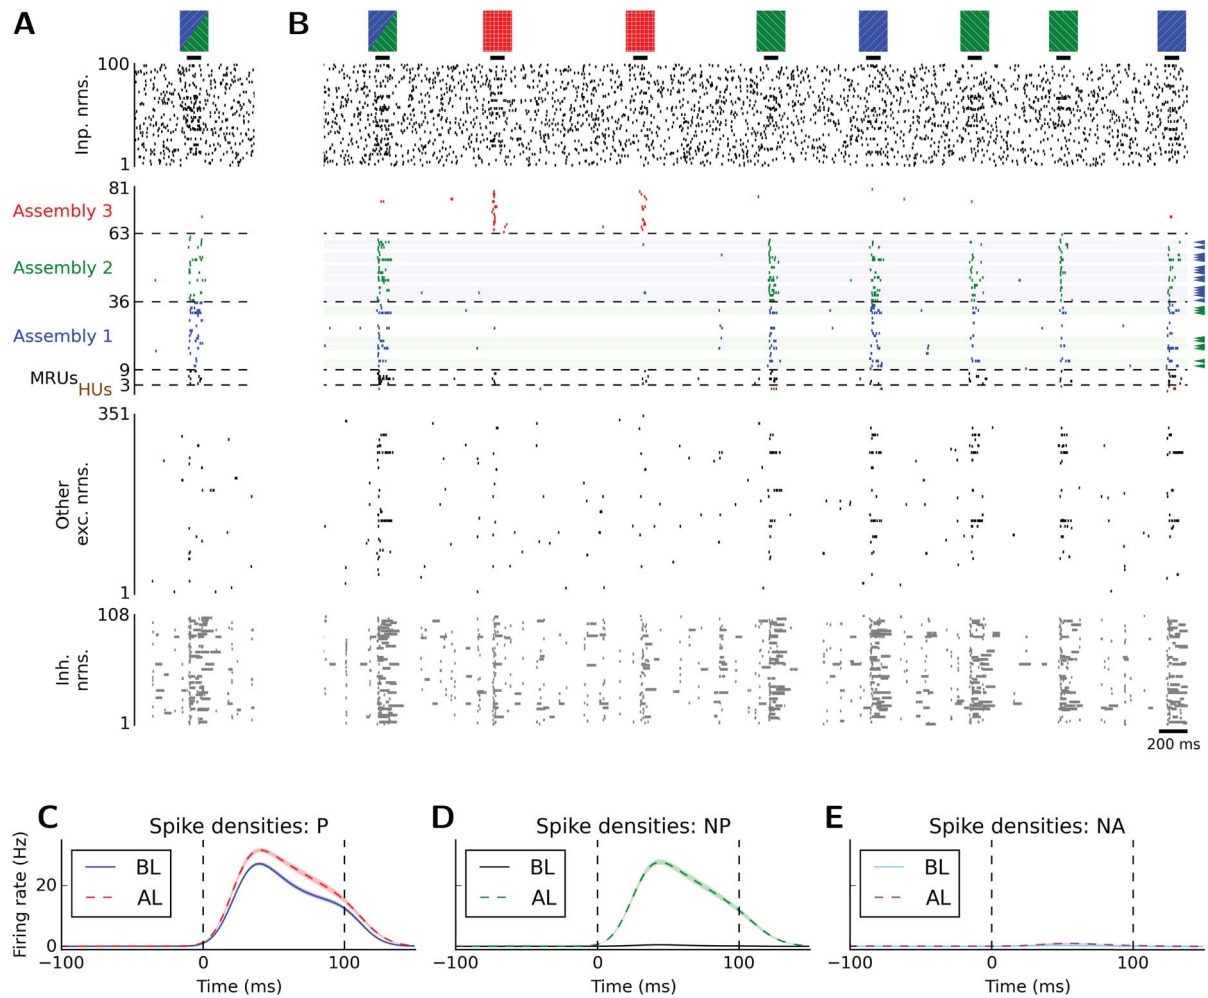 A
B
100
Inp. nrns.
1
81
Assembly 3
63
Assembly 2
36
Assembly 1
9
MRUs
3
HUs
351
Other
exc. nrns.
1
108
Inh.
nrns.
1
200 ms
C
Spike densities: P
Firing rate (Hz)
20
0
BL
AL
−100
0
100
Time (ms)
D
Spike densities: NP
BL
AL
−100
0
100
Time (ms)
E
Spike densities: NA
BL
AL
−100
0
100
Time (ms)